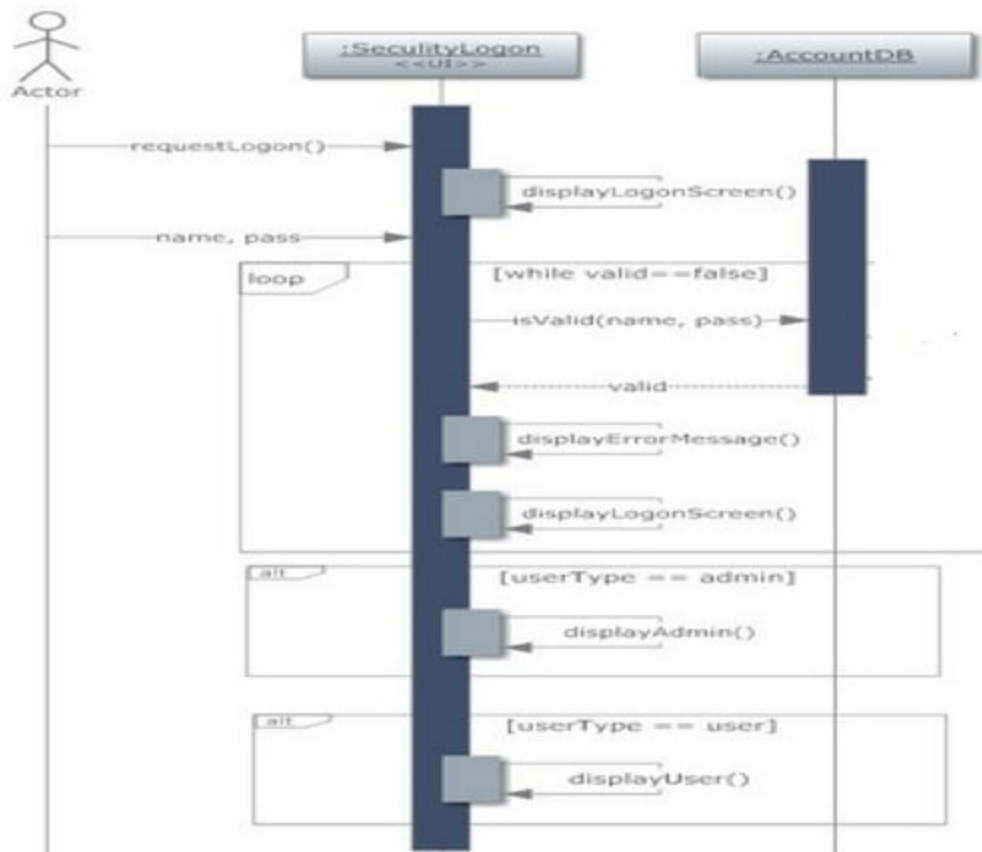 :SeculityLogon
<<UI>>
:AccountDB
Actor
requestLogon()
displayLogonScreen()
name, pass
loop
[while valid==false]
isValid(name, pass)
valid
displayErrorMessage()
displayLogonScreen()
alt
[userType == admin]
displayAdmin()
alt
[userType == user]
displayUser()